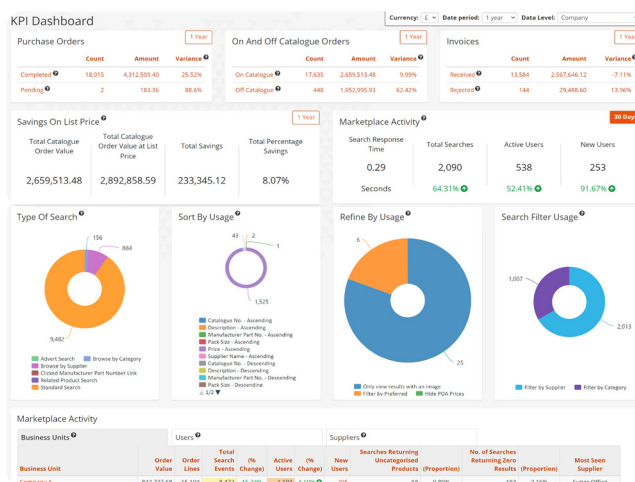 KPI Dashboard
Currency: £ Date period: 1 year Data Level: Company
Purchase Orders 1 Year
Count Amount Variance
Completed 18,015 4,312,509.40 25.52%
Pending 2 183.36 88.6%
On And Off Catalogue Orders 1 Year
Count Amount Variance
On Catalogue 17,635 2,659,513.48 9.99%
Off Catalogue 448 1,652,995.93 62.42%
Invoices 1 Year
Count Amount Variance
Received 13,584 2,567,646.12 -7.11%
Rejected 144 29,488.60 13.96%
Savings On List Price 1 Year
Total Catalogue Order Value
2,659,513.48
Total Catalogue Order Value at List Price
2,892,858.59
Total Savings
233,345.12
Total Percentage Savings
8.07%
Marketplace Activity 30 Days
Search Response Time
0.29
Seconds
Total Searches
2,090
64.31%
Active Users
538
52.41%
New Users
253
91.67%
Type Of Search
156
884
9,482
Advert Search Browse by Category
Browse by Supplier
Clicked Manufacturer Part Number Link
Related Product Search
Standard Search
Sort By Usage
43 2
1
1,525
Catalogue No. - Ascending
Description - Ascending
Manufacturer Part No. - Ascending
Pack Size - Ascending
Price - Ascending
Supplier Name - Ascending
Catalogue No. - Descending
Description - Descending
Manufacturer Part No. - Descending
Pack Size - Descending
1/2
Refine By Usage
6
25
Only view results with an image
Filter by Preferred Hide POA Prices
Search Filter Usage
1,007
2,013
Filter by Supplier Filter by Category
Marketplace Activity
Business Units Users Suppliers
Business Unit Order Value Order Lines Total Search Events (% Change) Active Users (% Change) New Users Searches Returning Uncategorised Products (Proportion) No. of Searches Returning Zero Results (Proportion) Most Seen Supplier